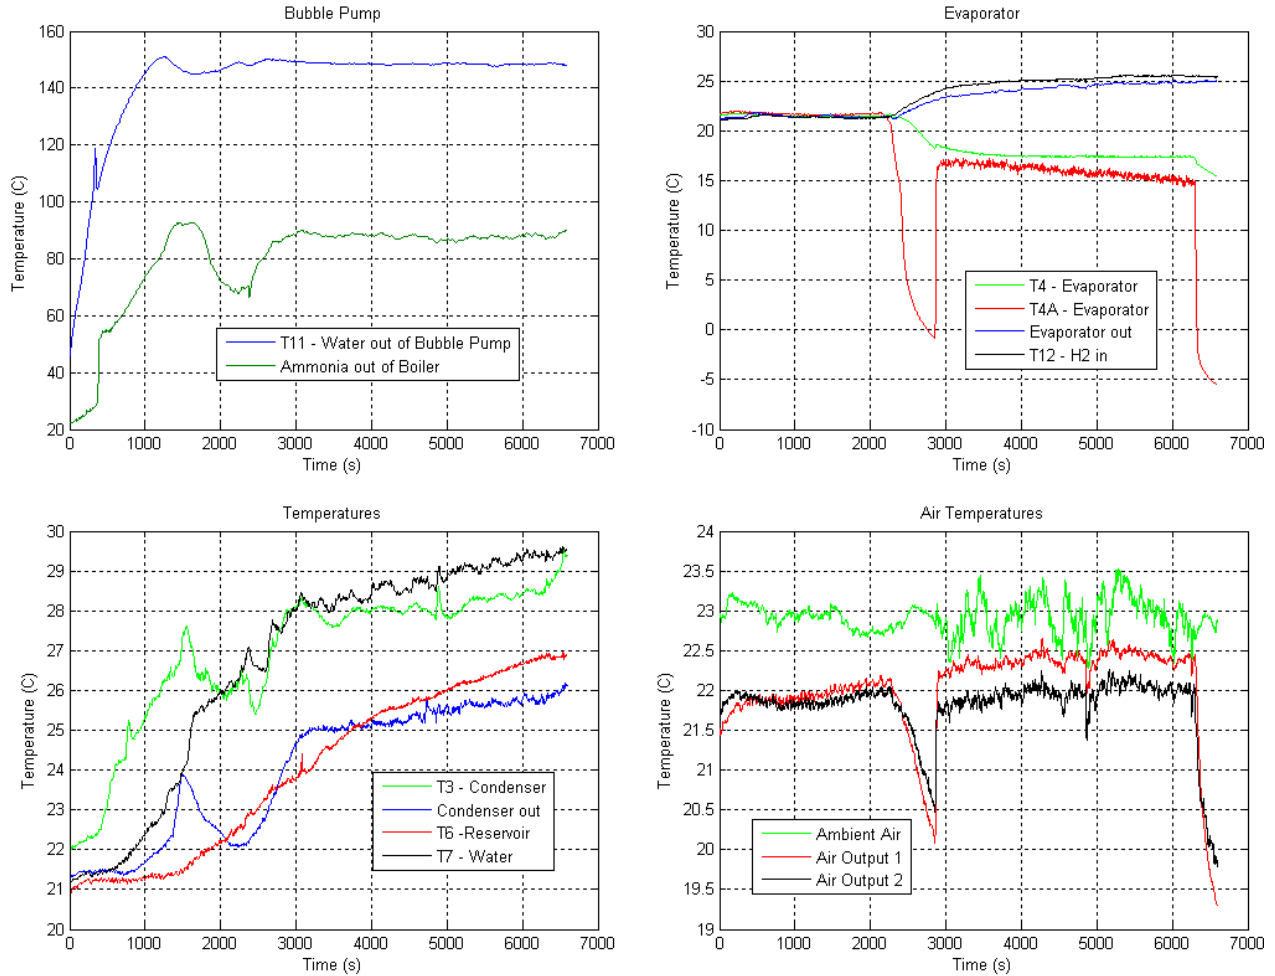 Bubble Pump
160
140
120
100
80
60
40
20
Temperature (C)
0 1000 2000 3000 4000 5000 6000 7000
Time (s)
T11 - Water out of Bubble Pump
Ammonia out of Boiler
Evaporator
30
25
20
15
10
5
0
-5
-10
Temperature (C)
0 1000 2000 3000 4000 5000 6000 7000
Time (s)
T4 - Evaporator
T4A - Evaporator
Evaporator out
T12 - H2 in
Temperatures
30
29
28
27
26
25
24
23
22
21
20
Temperature (C)
0 1000 2000 3000 4000 5000 6000 7000
Time (s)
T3 - Condenser
Condenser out
T6 -Reservoir
T7 - Water
Air Temperatures
24
23.5
23
22.5
22
21.5
21
20.5
20
19.5
19
Temperature (C)
0 1000 2000 3000 4000 5000 6000 7000
Time (s)
Ambient Air
Air Output 1
Air Output 2